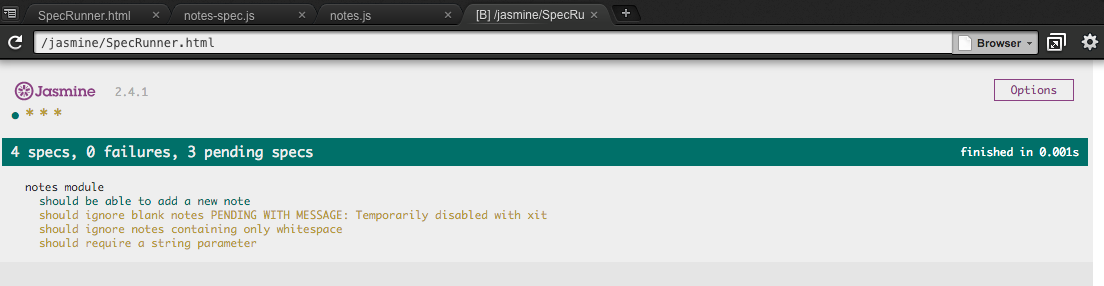 SpecRunner.html × notes-spec.js × notes.js × [B] /jasmine/SpecRu × +
/jasmine/SpecRunner.html Browser
Jasmine 2.4.1 Options
• * * *
4 specs, 0 failures, 3 pending specs finished in 0.001s
notes module
should be able to add a new note
should ignore blank notes PENDING WITH MESSAGE: Temporarily disabled with xit
should ignore notes containing only whitespace
should require a string parameter